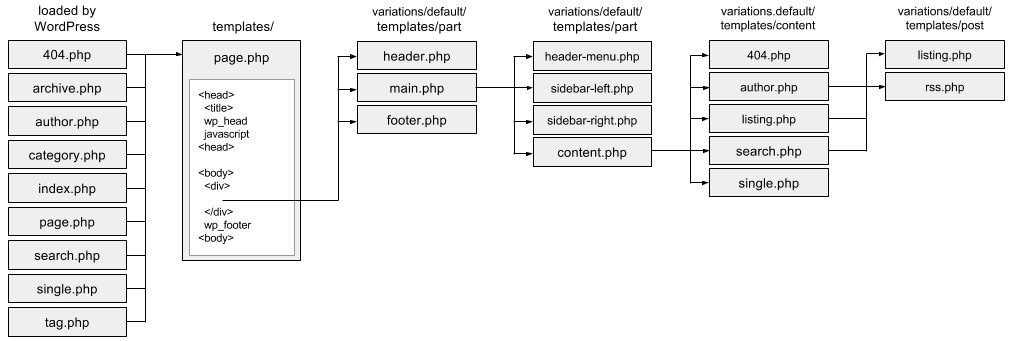 loaded by
WordPress
404.php
archive.php
author.php
category.php
index.php
page.php
search.php
single.php
tag.php
templates/
page.php
<head>
<title>
wp_head
javascript
<head>
<body>
<div>
</div>
wp_footer
<body>
variations/default/
templates/part
header.php
main.php
footer.php
variations/default/
templates/part
header-menu.php
sidebar-left.php
sidebar-right.php
content.php
variations.default/
templates/content
404.php
author.php
listing.php
search.php
single.php
variations/default/
templates/post
listing.php
rss.php